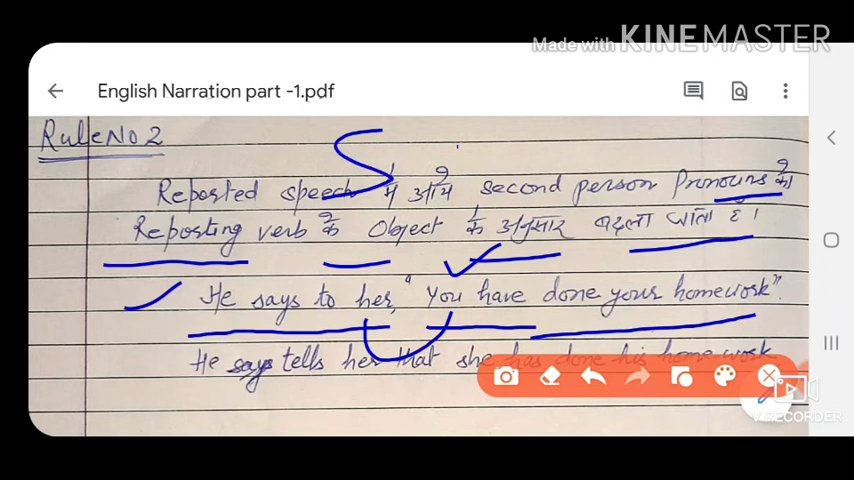 Made with KINEMASTER
English Narration part -1.pdf
Rule No 2
Reported speech में आये second person Pronouns को
Reporting verb के Object के अनुसार बदला जाता है।
He says to her, "You have done your homework".
He says tells her that she has done his home work
V RECORDER